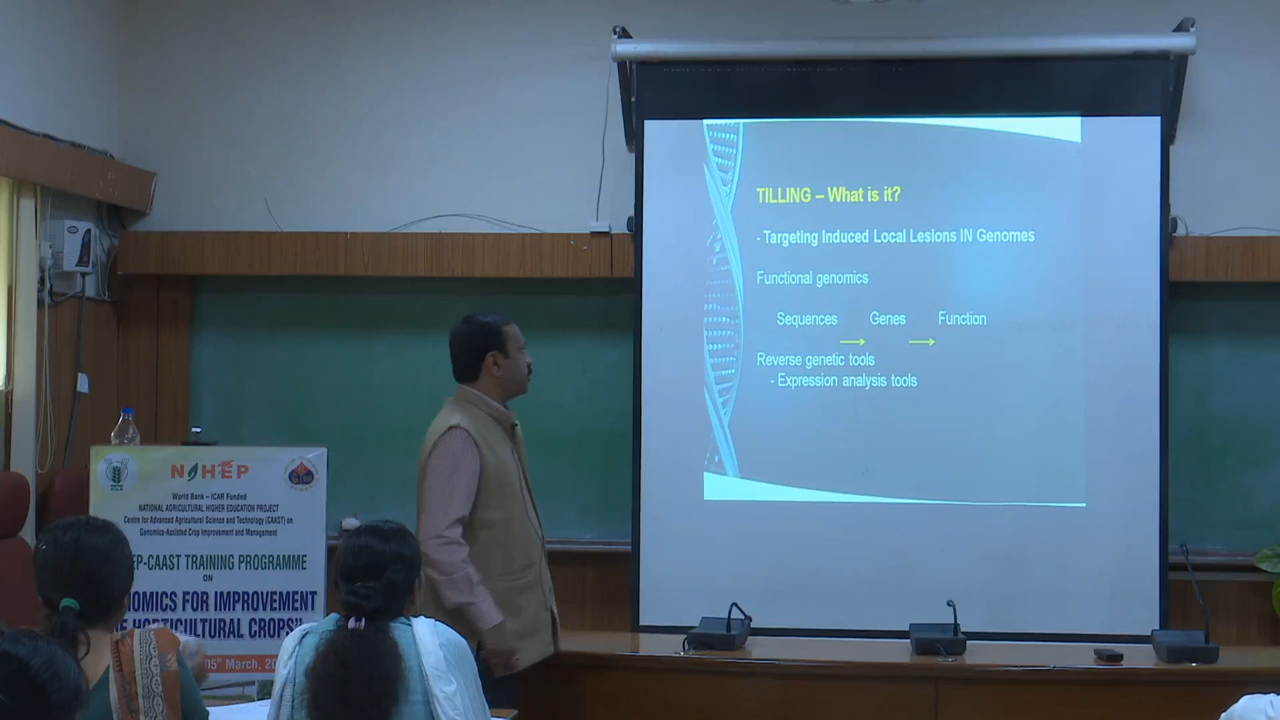 TILLING – What is it?
- Targeting Induced Local Lesions IN Genomes
Functional genomics
Sequences → Genes → Function
Reverse genetic tools
- Expression analysis tools
NAHEP
World Bank – ICAR Funded
NATIONAL AGRICULTURAL HIGHER EDUCATION PROJECT
Centre for Advanced Agricultural Science and Technology (CAAST) on
Genomics-Assisted Crop Improvement and Management
EP-CAAST TRAINING PROGRAMME
ON
NOMICS FOR IMPROVEMENT
HORTICULTURAL CROPS"
05th March, 20